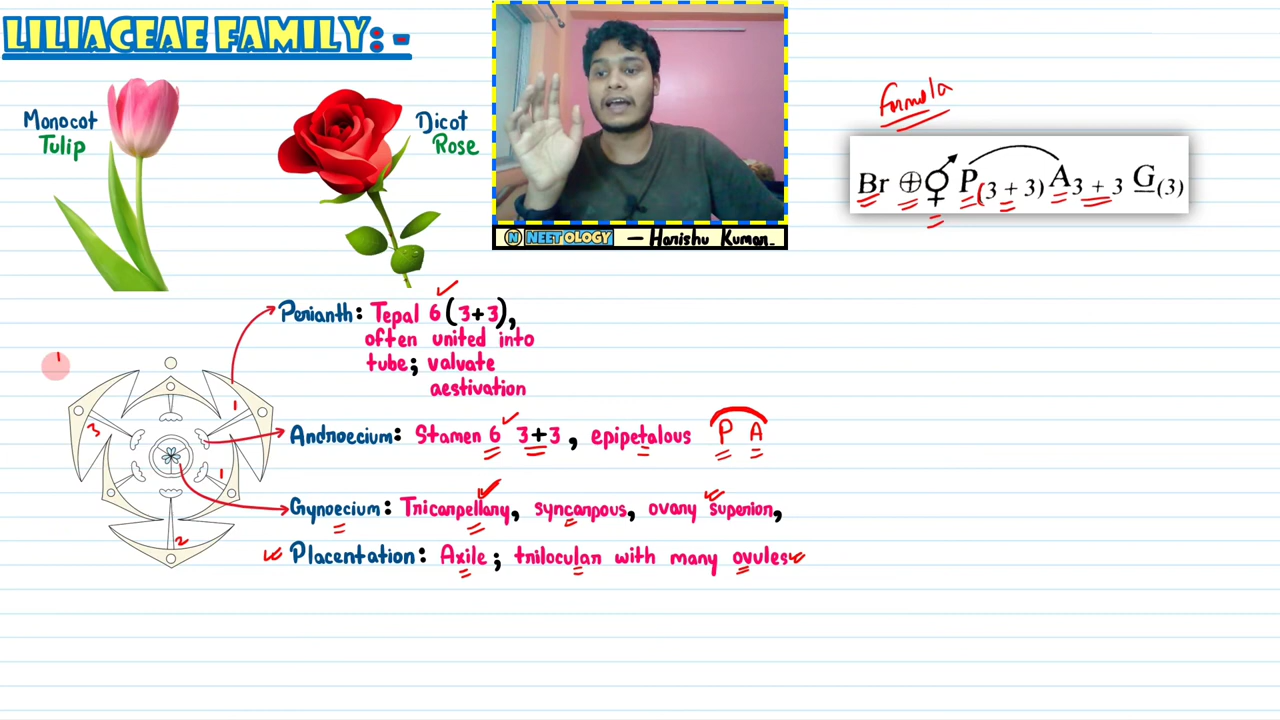 LILIACEAE FAMILY:-
Monocot
Tulip
Dicot
Rose
N NEETOLOGY — Hanishu Kumar
Formula
Br ⊕ ⚥ P(3 + 3) A3 + 3 G(3)
Perianth: Tepal 6 (3+3),
often united into
tube; valvate
aestivation
1
3
Androecium: Stamen 6 3+3, epipetalous P A
1
Gynoecium: Tricarpellary, syncarpous, ovary superior,
2
Placentation: Axile; trilocular with many ovules